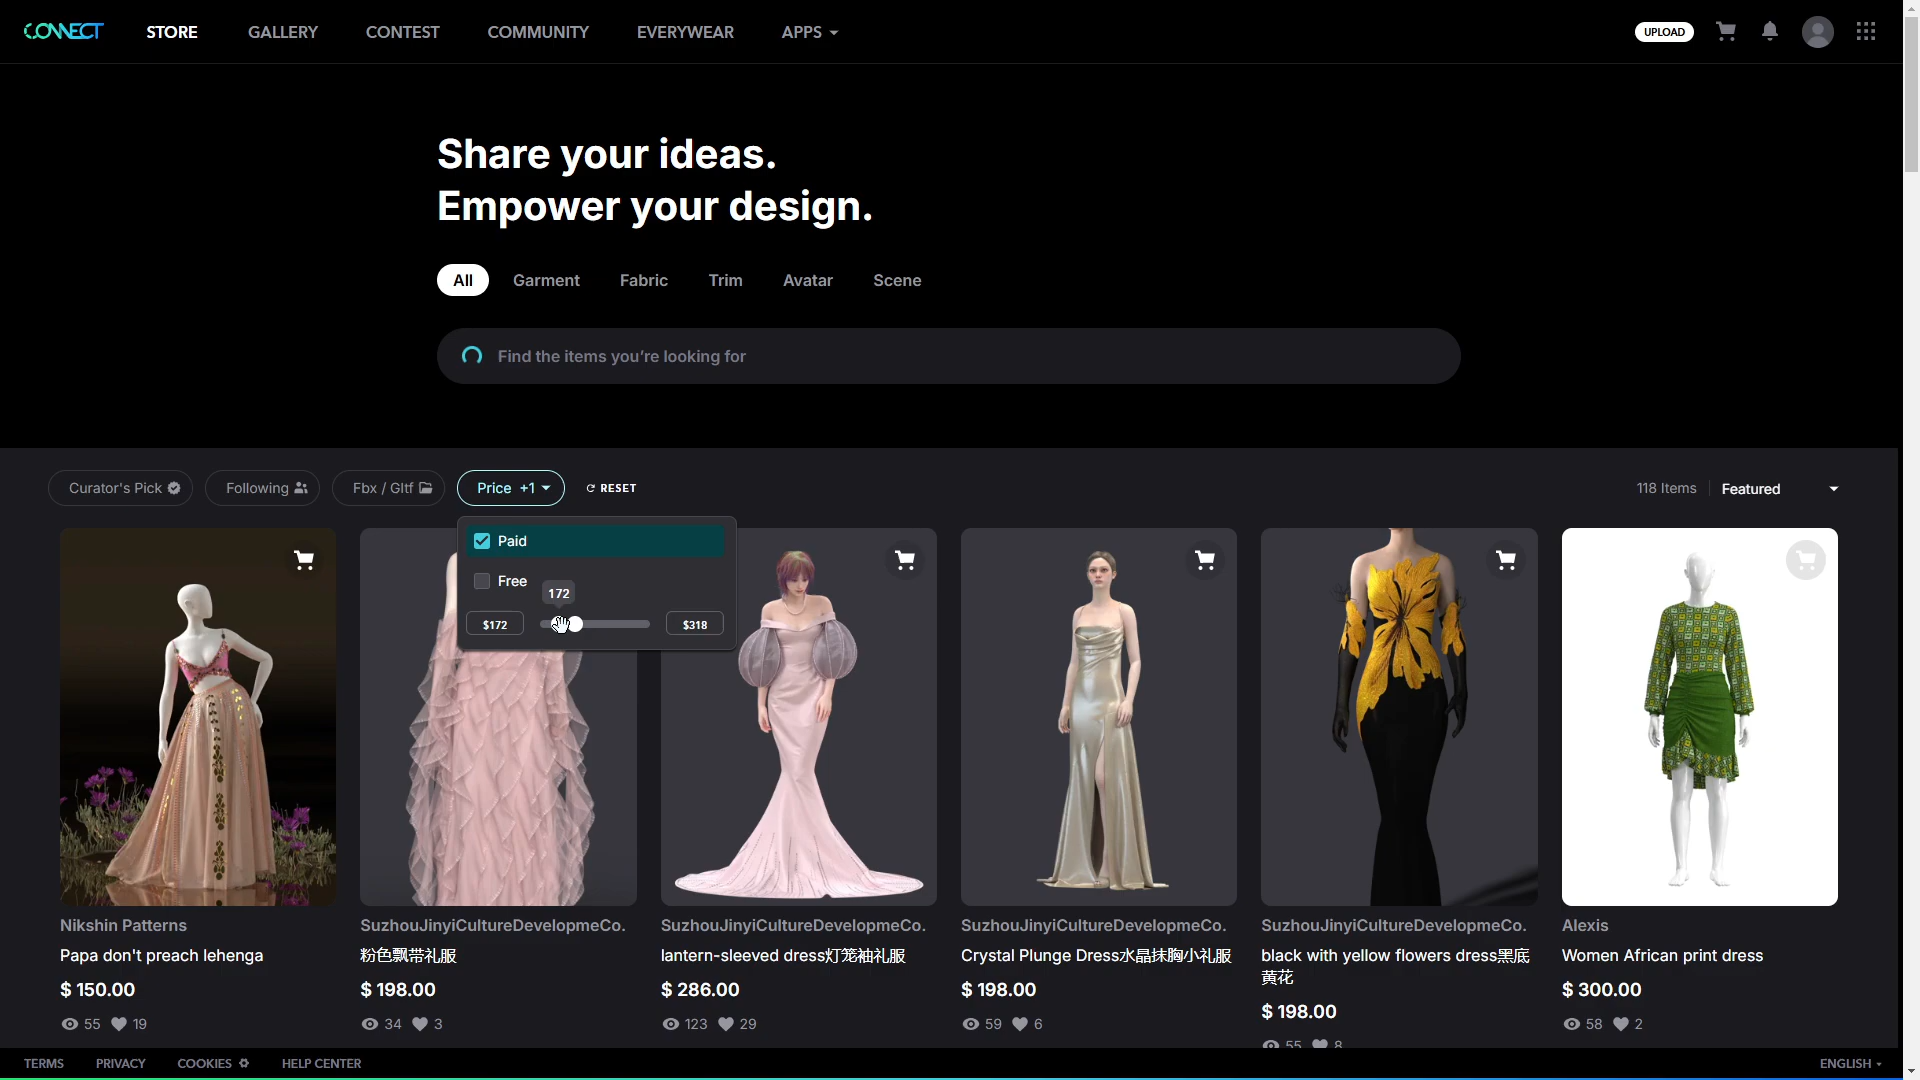 CONNECT
STORE
GALLERY
CONTEST
COMMUNITY
EVERYWEAR
APPS
UPLOAD
Share your ideas.
Empower your design.
All
Garment
Fabric
Trim
Avatar
Scene
Find the items you're looking for
Curator's Pick
Following
Fbx / Gltf
Price +1
RESET
118 Items
Featured
Paid
Free
172
$172
$318
Nikshin Patterns
Papa don't preach lehenga
$ 150.00
55 19
SuzhouJinyiCultureDevelopmeCo.
粉色飘带礼服
$ 198.00
34 3
SuzhouJinyiCultureDevelopmeCo.
lantern-sleeved dress灯笼袖礼服
$ 286.00
123 29
SuzhouJinyiCultureDevelopmeCo.
Crystal Plunge Dress水晶抹胸小礼服
$ 198.00
59 6
SuzhouJinyiCultureDevelopmeCo.
black with yellow flowers dress黑底
黄花
$ 198.00
55 8
Alexis
Women African print dress
$ 300.00
58 2
TERMS
PRIVACY
COOKIES
HELP CENTER
ENGLISH